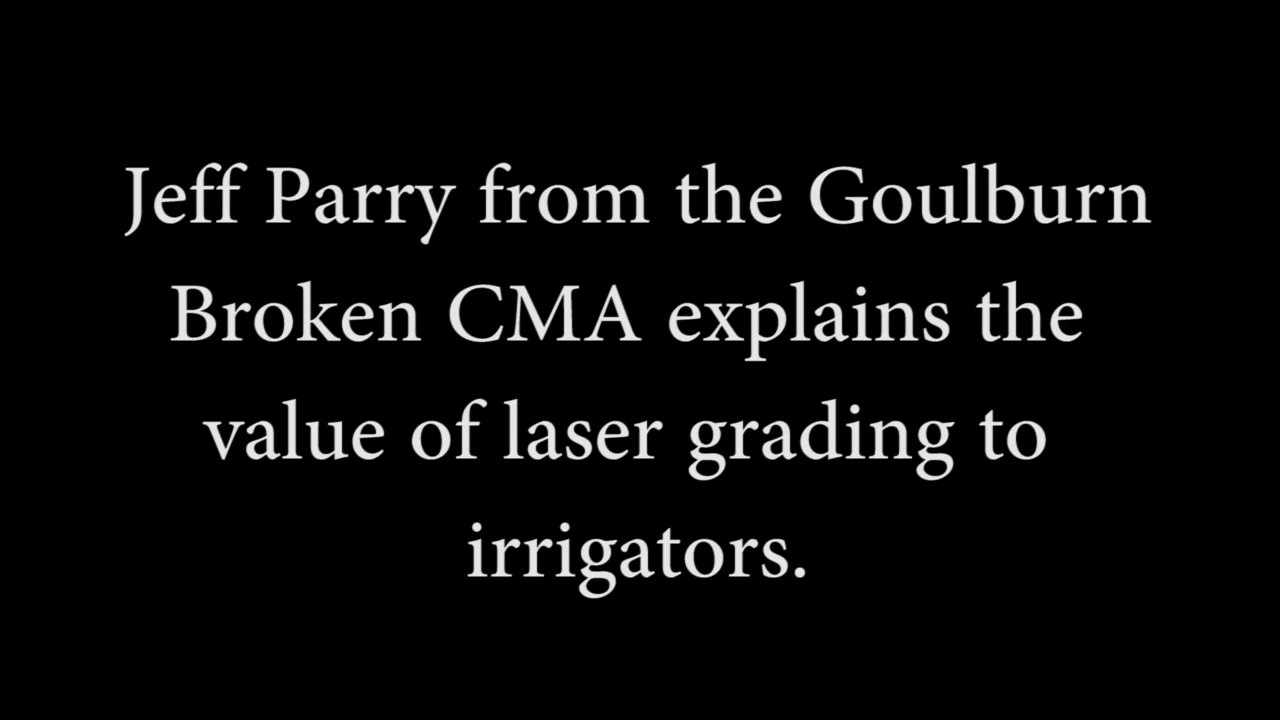 Jeff Parry from the Goulburn
Broken CMA explains the
value of laser grading to
irrigators.